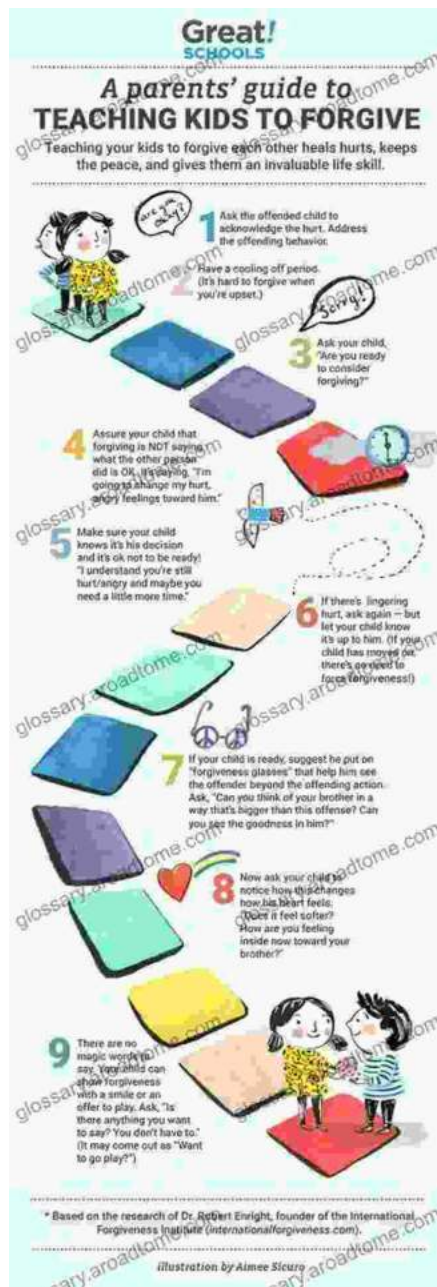 Great!
SCHOOLS
A parents' guide to
TEACHING KIDS TO FORGIVE
Teaching your kids to forgive each other heals hurts, keeps
the peace, and gives them an invaluable life skill.
are you
okay?
1 Ask the offended child to
acknowledge the hurt. Address
the offending behavior.
2 Have a cooling off period.
(It's hard to forgive when
you're upset.)
Sorry!
3 Ask your child,
"Are you ready
to consider
forgiving?"
4 Assure your child that
forgiving is NOT saying
what the other person
did is OK. It's saying, "I'm
going to change my hurt,
angry feelings toward him."
5 Make sure your child
knows it's his decision
and it's ok not to be ready!
"I understand you're still
hurt/angry and maybe you
need a little more time."
6 If there's lingering
hurt, ask again – but
let your child know
it's up to him. (If your
child has moved on,
there's no need to
force forgiveness!)
7 If your child is ready, suggest he put on
"forgiveness glasses" that help him see
the offender beyond the offending action.
Ask, "Can you think of your brother in a
way that's bigger than this offense? Can
you see the goodness in him?"
8 Now ask your child to
notice how this changes
how his heart feels.
"Does it feel softer?
How are you feeling
inside now toward your
brother?"
9 There are no
magic words to
say. Your child can
show forgiveness
with a smile or an
offer to play. Ask, "Is
there anything you want
to say? You don't have to."
(It may come out as "Want
to go play?")
* Based on the research of Dr. Robert Enright, founder of the International
Forgiveness Institute (internationalforgiveness.com).
illustration by Aimee Sicuro
glossary.aroadtome.com